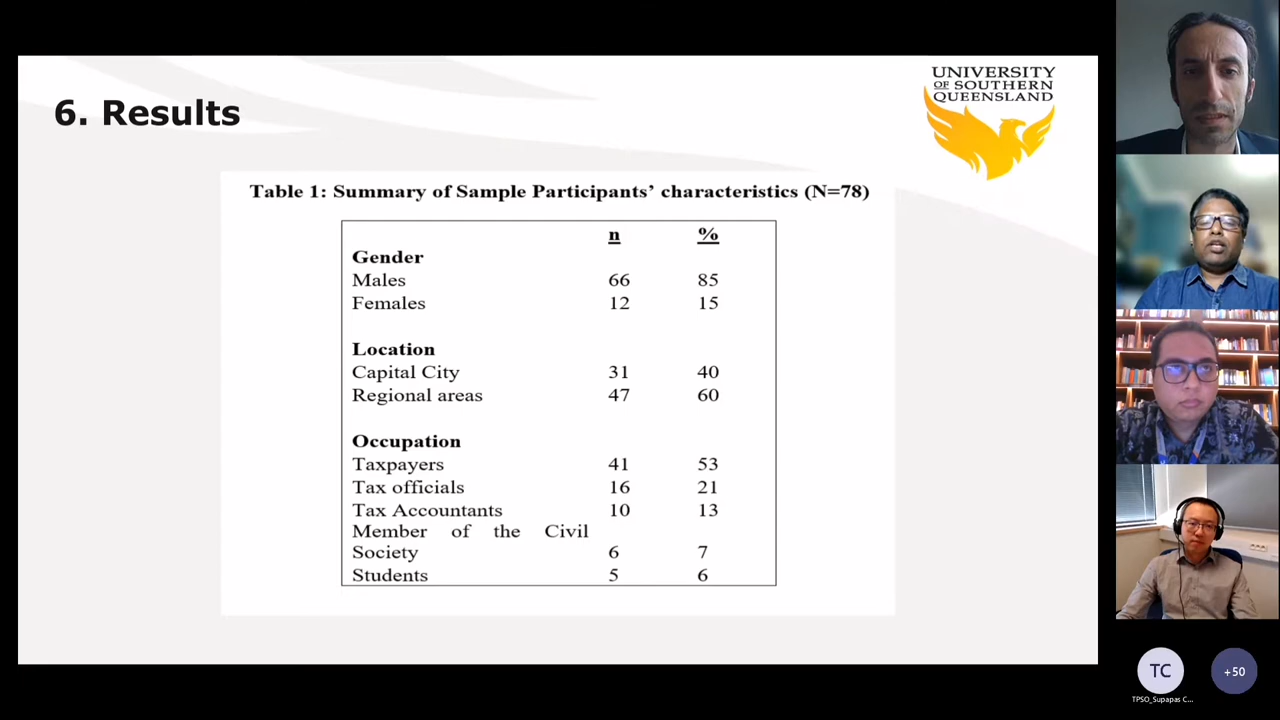 6. Results
UNIVERSITY
OF SOUTHERN
QUEENSLAND
Table 1: Summary of Sample Participants’ characteristics (N=78)
n %
Gender
Males 66 85
Females 12 15
Location
Capital City 31 40
Regional areas 47 60
Occupation
Taxpayers 41 53
Tax officials 16 21
Tax Accountants 10 13
Member of the Civil
Society 6 7
Students 5 6
TC
+50
TPSO_Supapas C...